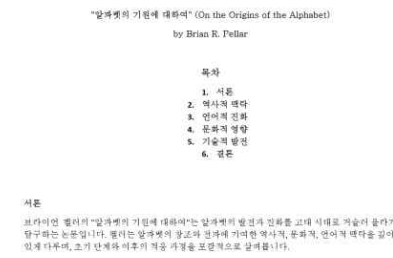 "알파벳의 기원에 대하여" (On the Origins of the Alphabet)
by Brian R. Pellar
목차
1. 서론
2. 역사적 맥락
3. 언어적 진화
4. 문화적 영향
5. 기술적 발전
6. 결론
서론
브라이언 펠러의 "알파벳의 기원에 대하여"는 알파벳의 발전과 진화를 고대 시대로 거슬러 올라가
탐구하는 논문입니다. 펠러는 알파벳의 창조와 전파에 기여한 역사적, 문화적, 언어적 맥락을 깊이
있게 다루며, 초기 단계와 이후의 적응 과정을 포괄적으로 살펴봅니다.